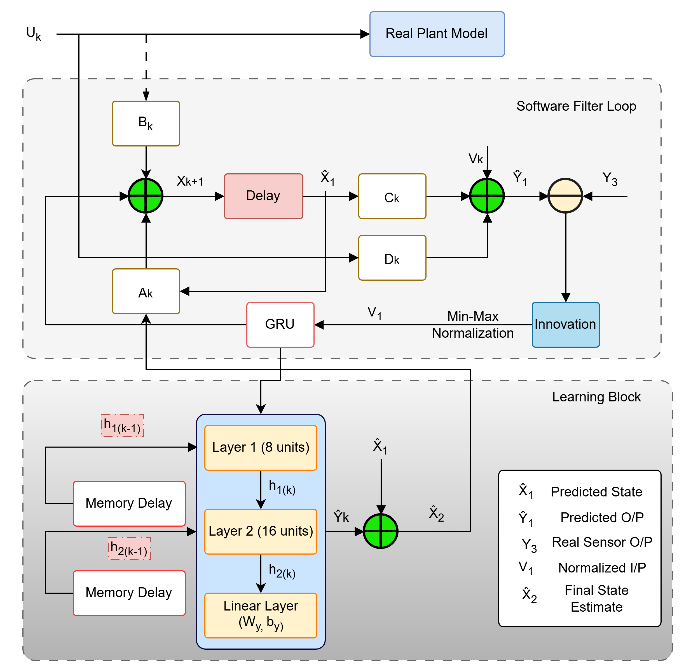 Uk
Real Plant Model
Software Filter Loop
Bk
Vk
Xk+1
Delay
X̂1
Ck
Ŷ1
Y3
Dk
Ak
GRU
V1
Min-Max
Normalization
Innovation
Learning Block
h1(k-1)
Layer 1 (8 units)
X̂1
Memory Delay
h1(k)
Layer 2 (16 units)
Ŷk
X̂2
h2(k-1)
h2(k)
Memory Delay
Linear Layer
(Wy, by)
X̂1 Predicted State
Ŷ1 Predicted O/P
Y3 Real Sensor O/P
V1 Normalized I/P
X̂2 Final State
Estimate